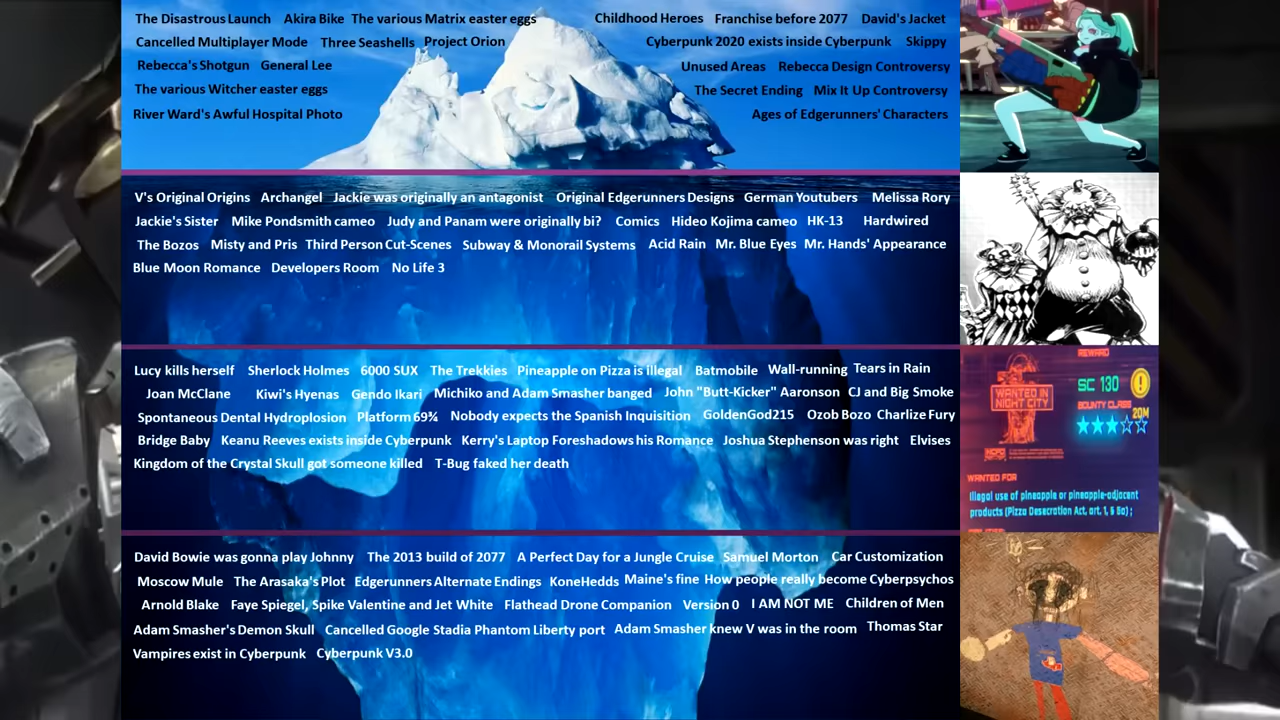 The Disastrous Launch Akira Bike The various Matrix easter eggs
Cancelled Multiplayer Mode Three Seashells Project Orion
Rebecca's Shotgun General Lee
The various Witcher easter eggs
River Ward's Awful Hospital Photo
Childhood Heroes Franchise before 2077 David's Jacket
Cyberpunk 2020 exists inside Cyberpunk Skippy
Unused Areas Rebecca Design Controversy
The Secret Ending Mix It Up Controversy
Ages of Edgerunners' Characters
V's Original Origins Archangel Jackie was originally an antagonist Original Edgerunners Designs German Youtubers Melissa Rory
Jackie's Sister Mike Pondsmith cameo Judy and Panam were originally bi? Comics Hideo Kojima cameo HK-13 Hardwired
The Bozos Misty and Pris Third Person Cut-Scenes Subway & Monorail Systems Acid Rain Mr. Blue Eyes Mr. Hands' Appearance
Blue Moon Romance Developers Room No Life 3
Lucy kills herself Sherlock Holmes 6000 SUX The Trekkies Pineapple on Pizza is illegal Batmobile Wall-running Tears in Rain
Joan McClane Kiwi's Hyenas Gendo Ikari Michiko and Adam Smasher banged John "Butt-Kicker" Aaronson CJ and Big Smoke
Spontaneous Dental Hydroplosion Platform 69¾ Nobody expects the Spanish Inquisition GoldenGod215 Ozob Bozo Charlize Fury
Bridge Baby Keanu Reeves exists inside Cyberpunk Kerry's Laptop Foreshadows his Romance Joshua Stephenson was right Elvises
Kingdom of the Crystal Skull got someone killed T-Bug faked her death
REWARD
WANTED IN
NIGHT CITY
SC 130
BOUNTY CLASS
20M
WANTED FOR
Illegal use of pineapple or pineapple-adjacent
products (Pizza Desecration Act, art. 1, § 8a) ;
David Bowie was gonna play Johnny The 2013 build of 2077 A Perfect Day for a Jungle Cruise Samuel Morton Car Customization
Moscow Mule The Arasaka's Plot Edgerunners Alternate Endings KoneHedds Maine's fine How people really become Cyberpsychos
Arnold Blake Faye Spiegel, Spike Valentine and Jet White Flathead Drone Companion Version 0 I AM NOT ME Children of Men
Adam Smasher's Demon Skull Cancelled Google Stadia Phantom Liberty port Adam Smasher knew V was in the room Thomas Star
Vampires exist in Cyberpunk Cyberpunk V3.0